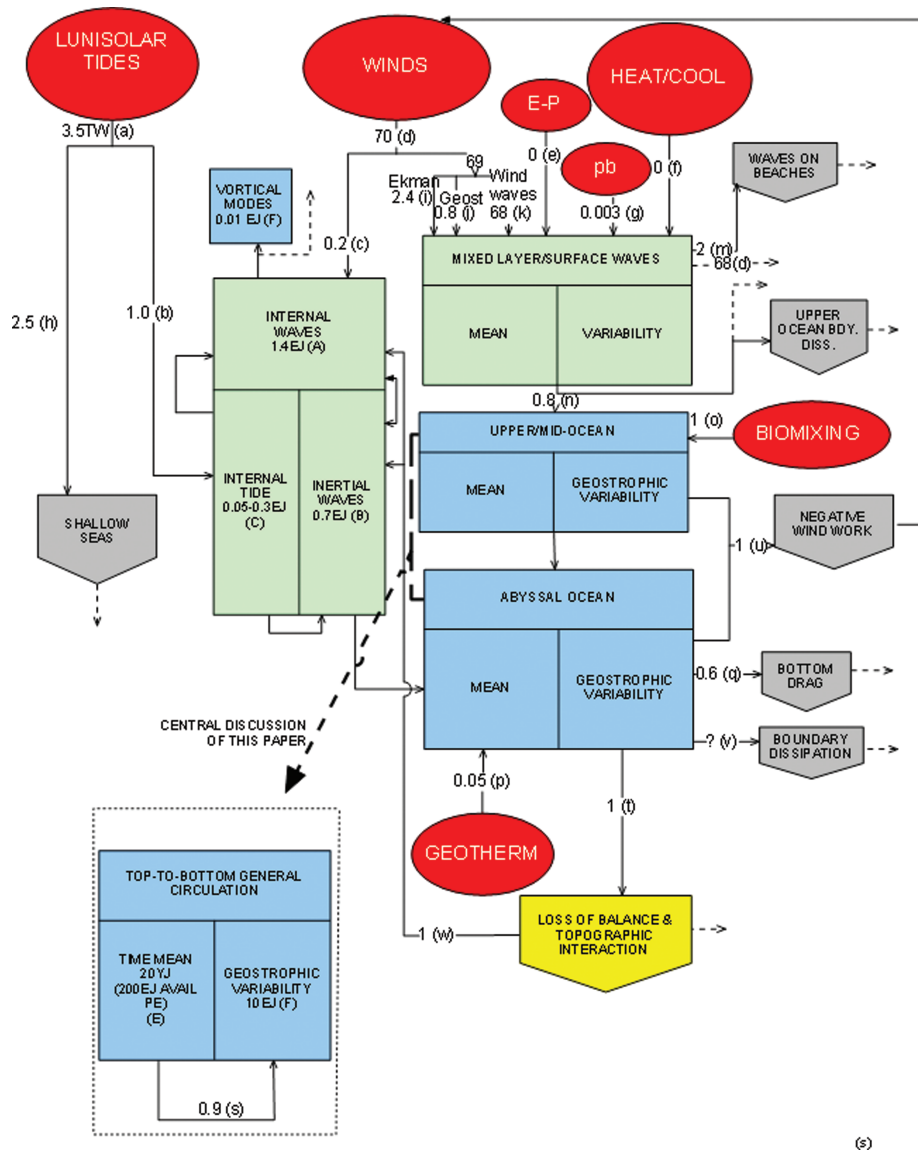 LUNISOLAR
TIDES
WINDS
HEAT/COOL
E-P
pb
3.5TW (a)
70 (d)
69
0 (e)
0 (f)
Ekman
2.4 (i)
Geost
0.8 (j)
Wind
waves
68 (k)
0.003 (g)
WAVES ON
BEACHES
VORTICAL
MODES
0.01 EJ (F)
0.2 (c)
2 (m)
68(d)
MIXED LAYER/SURFACE WAVES
MEAN
VARIABILITY
2.5 (h)
1.0 (b)
INTERNAL
WAVES
1.4EJ (A)
UPPER
OCEAN BDY.
DISS.
0.8 (n)
UPPER/MID-OCEAN
1 (o)
BIOMIXING
MEAN
GEOSTROPHIC
VARIABILITY
INTERNAL
TIDE
0.05-0.3EJ
(C)
INERTIAL
WAVES
0.7EJ (B)
SHALLOW
SEAS
NEGATIVE
WIND WORK
1 (u)
ABYSSAL OCEAN
MEAN
GEOSTROPHIC
VARIABILITY
0.6 (q)
BOTTOM
DRAG
? (v)
BOUNDARY
DISSIPATION
CENTRAL DISCUSSION
OF THIS PAPER
0.05 (p)
1 (t)
GEOTHERM
TOP-TO-BOTTOM GENERAL
CIRCULATION
LOSS OF BALANCE &
TOPOGRAPHIC
INTERACTION
1 (w)
TIME MEAN
20YJ
(200EJ AVAIL
PE)
(E)
GEOSTROPHIC
VARIABILITY
10EJ (F)
0.9 (s)
(s)